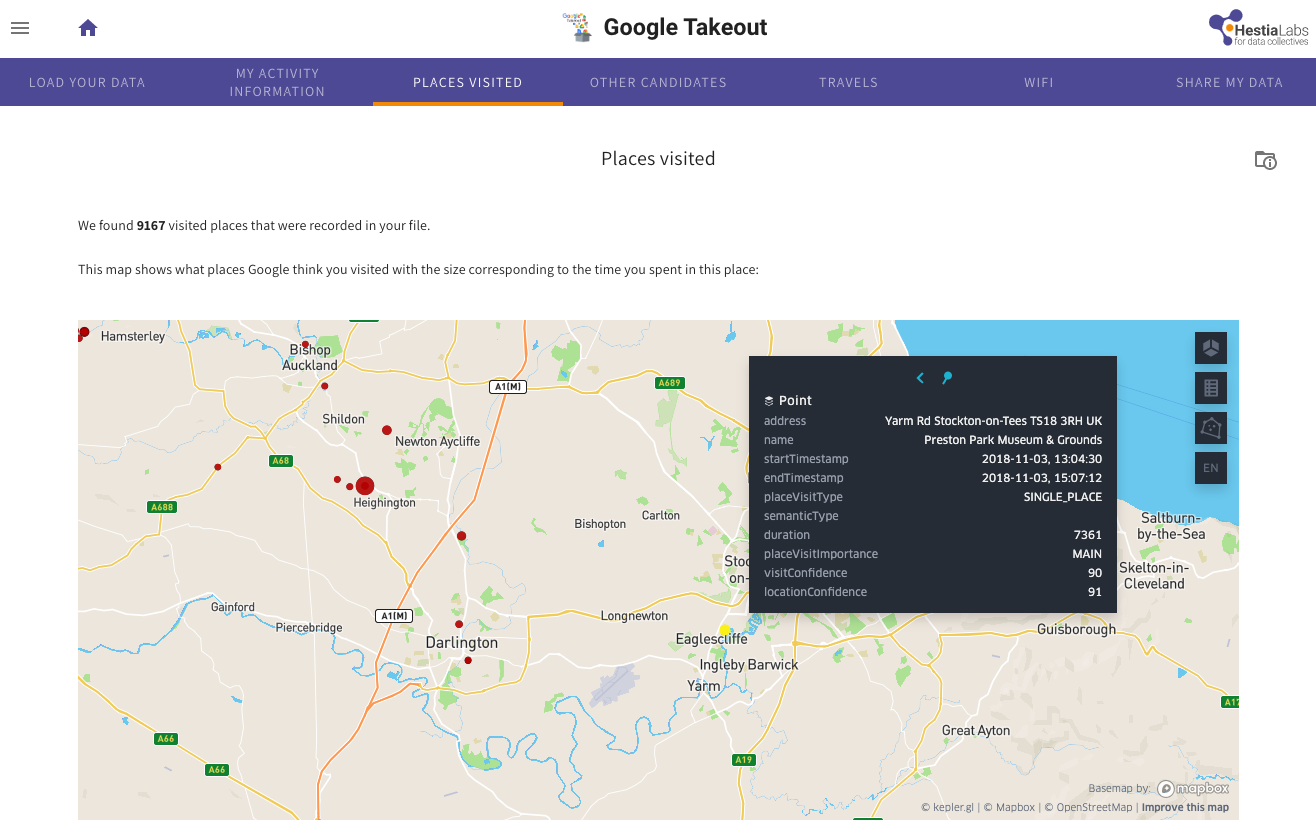 Google Takeout
HestiaLabs
for data collectives
LOAD YOUR DATA
MY ACTIVITY
INFORMATION
PLACES VISITED
OTHER CANDIDATES
TRAVELS
WIFI
SHARE MY DATA
Places visited
We found 9167 visited places that were recorded in your file.
This map shows what places Google think you visited with the size corresponding to the time you spent in this place:
Hamsterley
Bishop
Auckland
A1(M)
A689
Shildon
Newton Aycliffe
A68
Heighington
A688
Bishopton
Carlton
Gainford
Piercebridge
A1(M)
Darlington
Longnewton
Eaglescliffe
Ingleby Barwick
Yarm
Point
address Yarm Rd Stockton-on-Tees TS18 3RH UK
name Preston Park Museum & Grounds
startTimestamp 2018-11-03, 13:04:30
endTimestamp 2018-11-03, 15:07:12
placeVisitType SINGLE_PLACE
semanticType
duration 7361
placeVisitImportance MAIN
visitConfidence 90
locationConfidence 91
EN
Saltburn-
by-the-Sea
Skelton-in-
Cleveland
Guisborough
Great Ayton
A66
A66
A19
A17
Basemap by: mapbox
© kepler.gl | © Mapbox | © OpenStreetMap | Improve this map